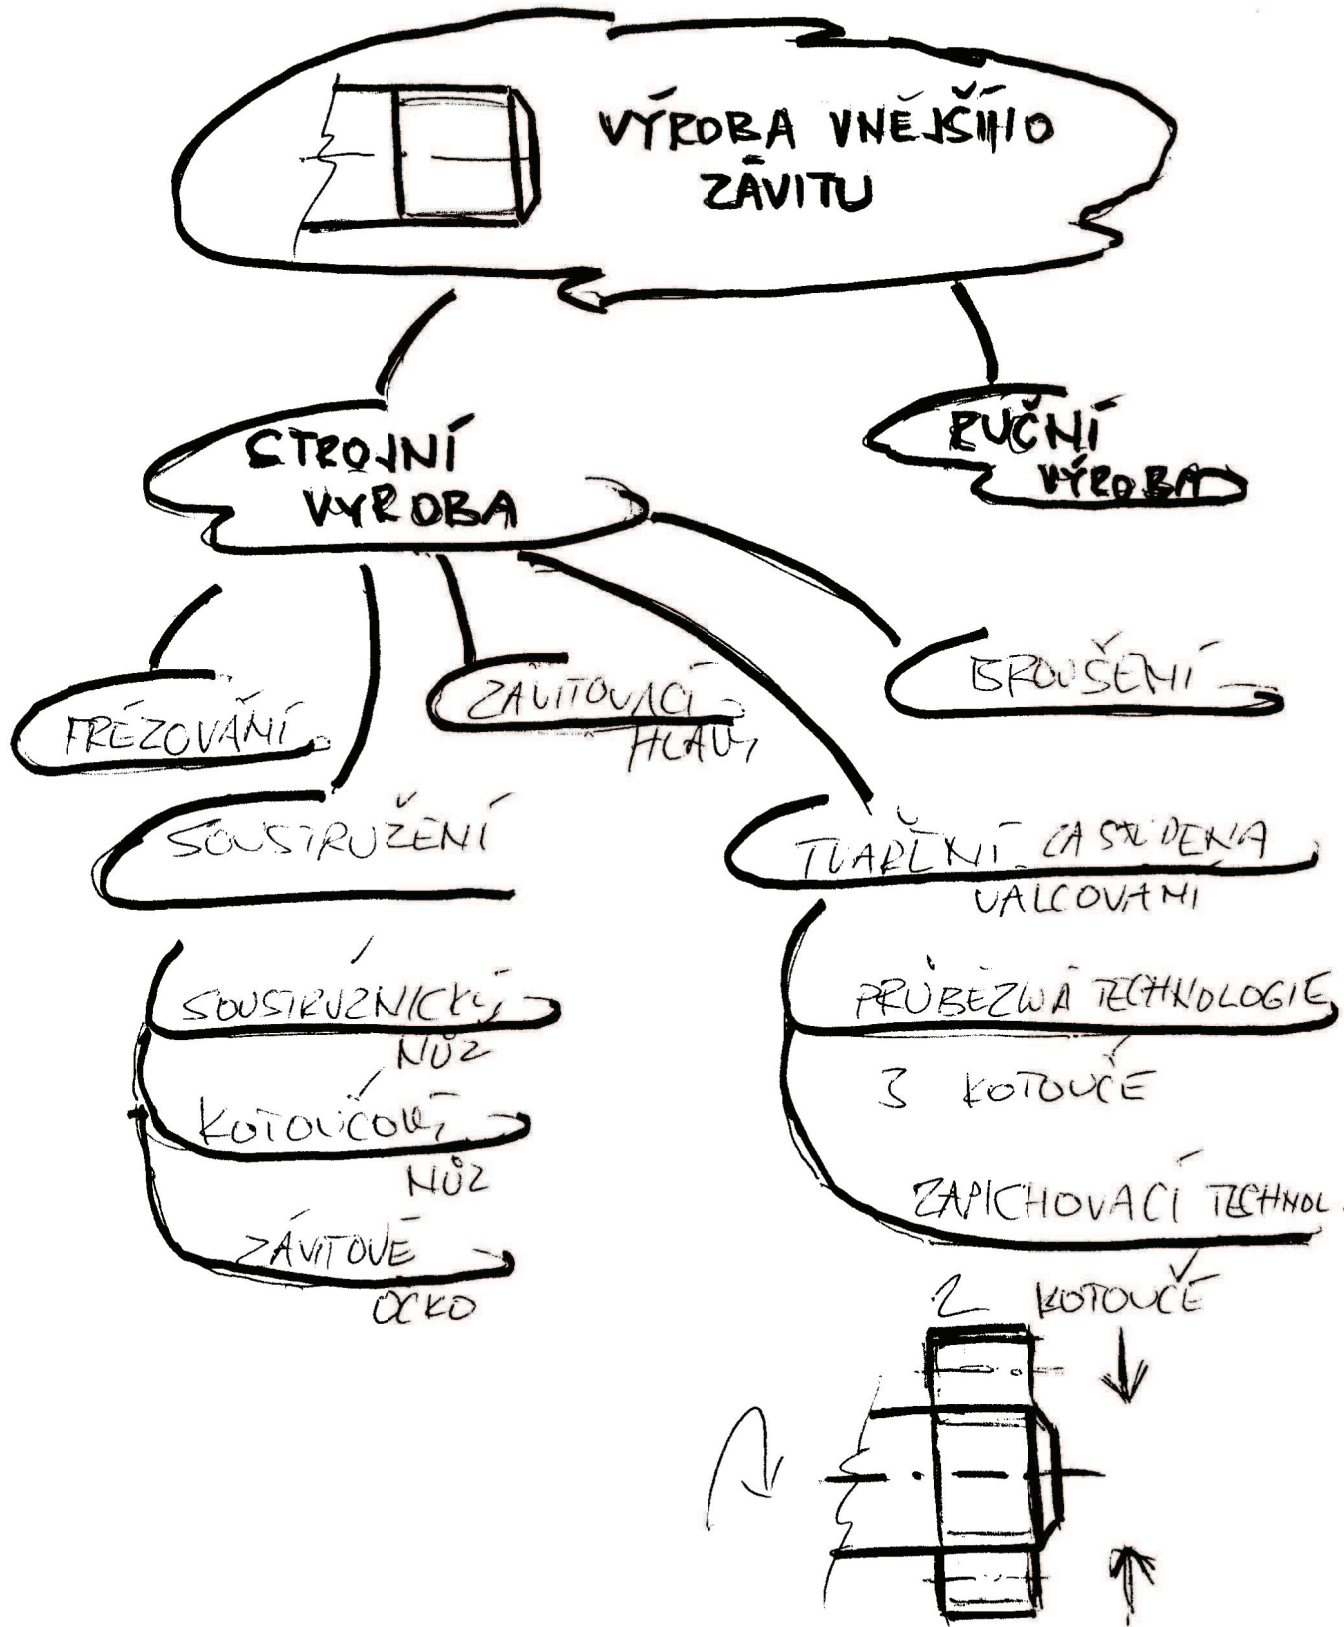 VÝROBA VNĚJŠÍHO
ZÁVITU
STROJNÍ
VÝROBA
RUČNÍ
VÝROBA
FRÉZOVÁNÍ
ZÁVITOVACÍ
HLAVY
BROUŠENÍ
SOUSTRUŽENÍ
TVÁŘENÍ ZA STUDENA
VÁLCOVÁNÍ
SOUSTRUŽNICKÝ
NŮŽ
KOTOUČOVÝ
NŮŽ
ZÁVITOVÉ
OČKO
PRŮBĚŽNÁ TECHNOLOGIE
3 KOTOUČE
ZAPICHOVACÍ TECHNOL.
2 KOTOUČE